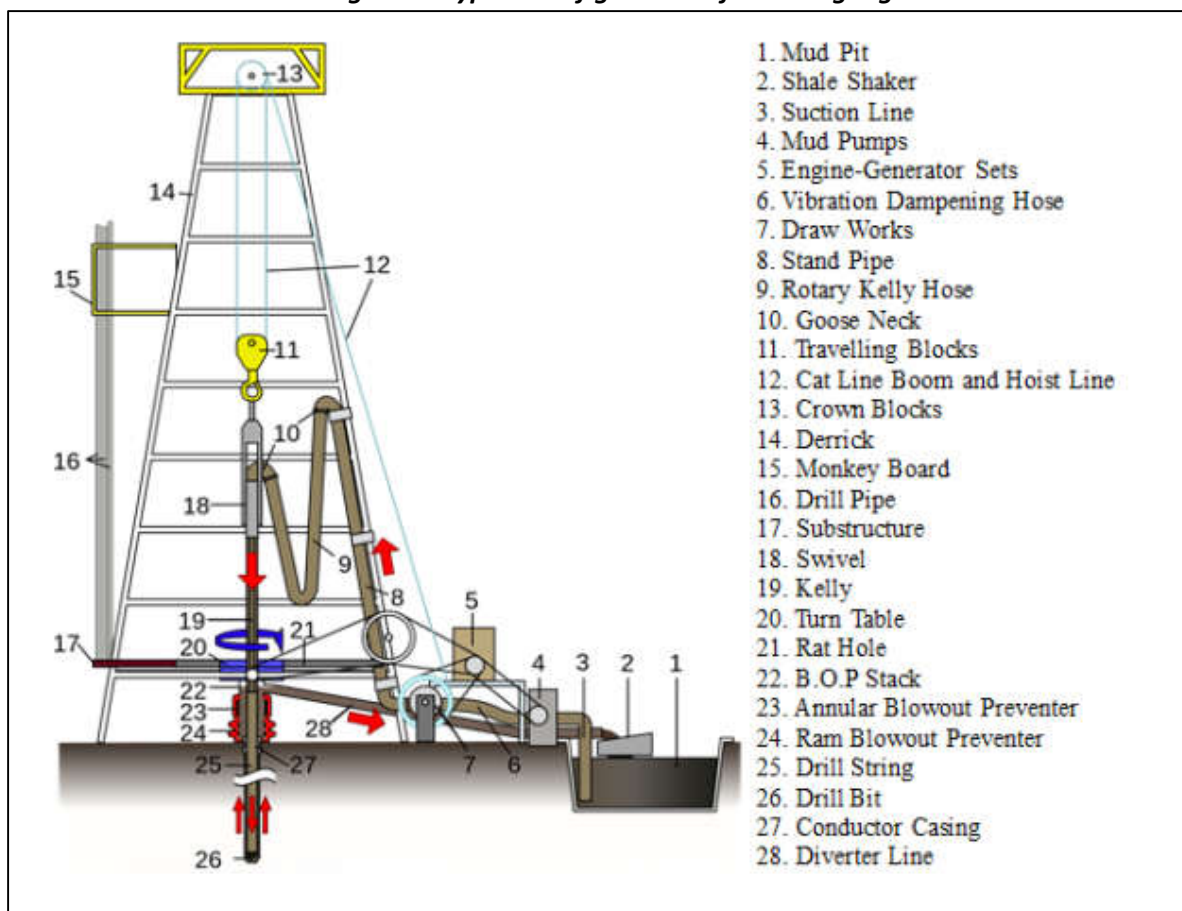 13
14
15
12
11
10
16
18
9
8
19
5
21
17
20
4
3
2
1
22
23
24
28
25
27
7
6
26
1. Mud Pit
2. Shale Shaker
3. Suction Line
4. Mud Pumps
5. Engine-Generator Sets
6. Vibration Dampening Hose
7. Draw Works
8. Stand Pipe
9. Rotary Kelly Hose
10. Goose Neck
11. Travelling Blocks
12. Cat Line Boom and Hoist Line
13. Crown Blocks
14. Derrick
15. Monkey Board
16. Drill Pipe
17. Substructure
18. Swivel
19. Kelly
20. Turn Table
21. Rat Hole
22. B.O.P Stack
23. Annular Blowout Preventer
24. Ram Blowout Preventer
25. Drill String
26. Drill Bit
27. Conductor Casing
28. Diverter Line